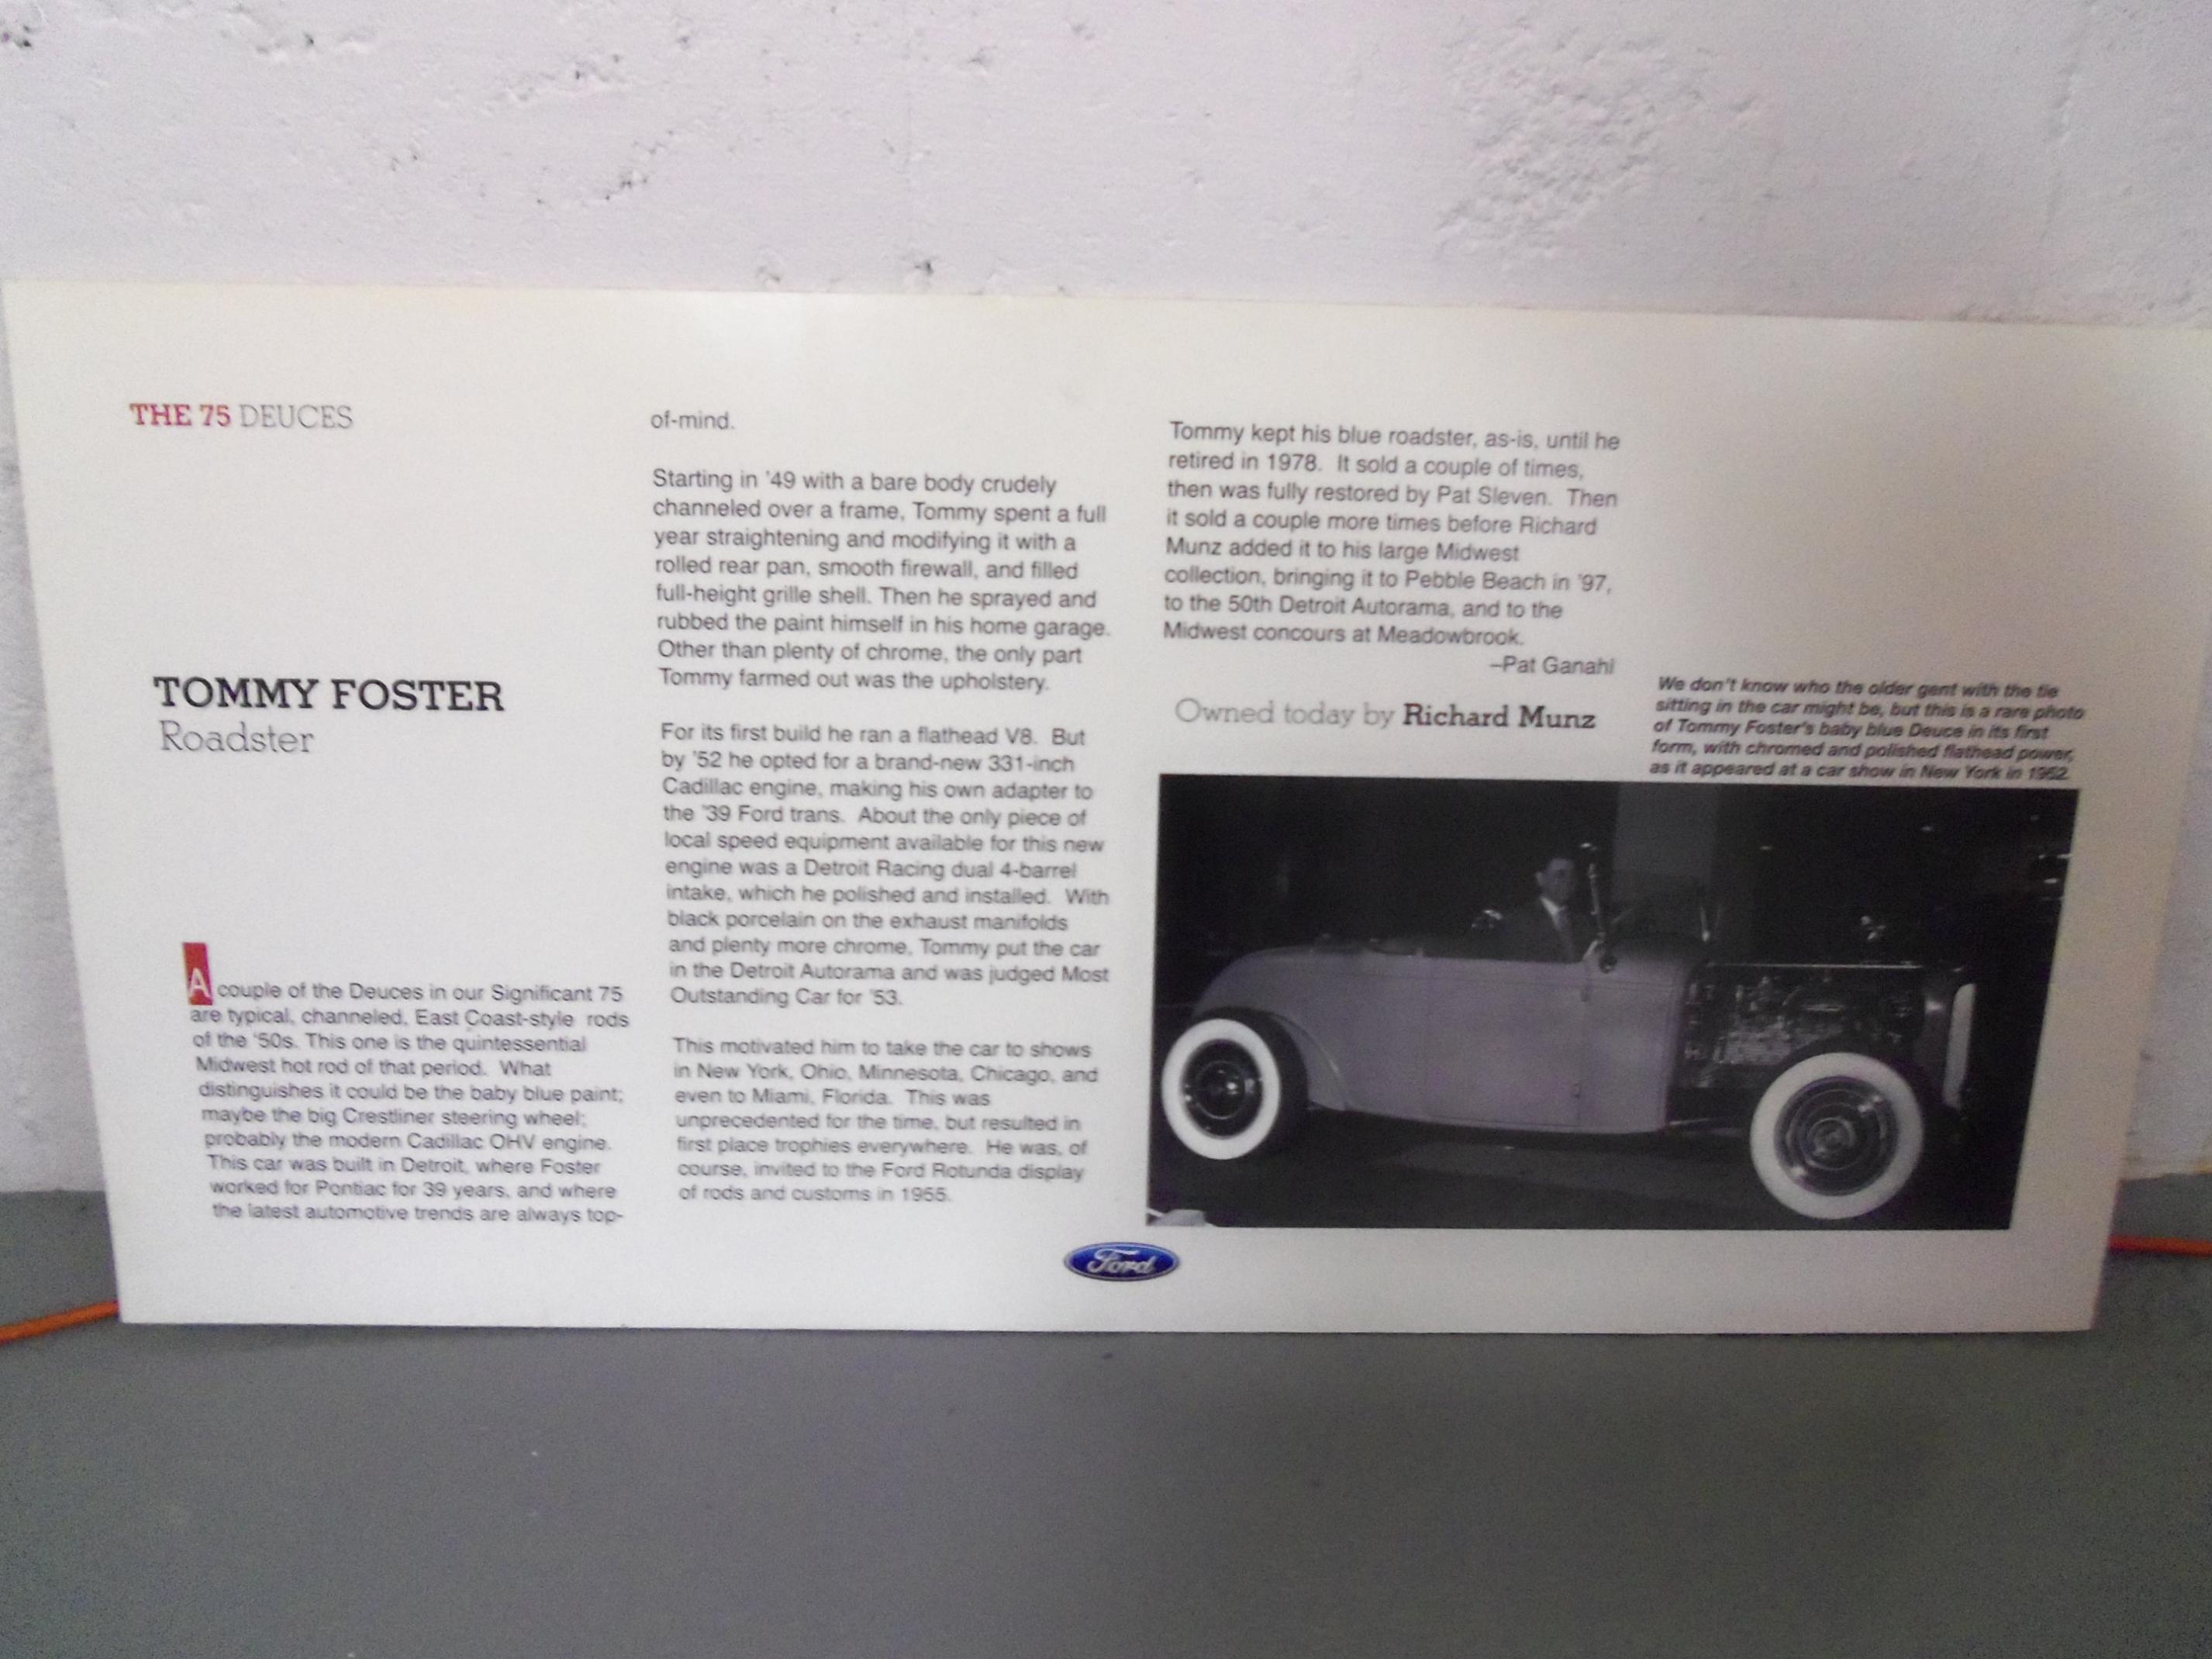 THE 75 DEUCES
TOMMY FOSTER
Roadster
A couple of the Deuces in our Significant 75
are typical, channeled, East Coast-style rods
of the '50s. This one is the quintessential
Midwest hot rod of that period. What
distinguishes it could be the baby blue paint;
maybe the big Crestliner steering wheel;
probably the modern Cadillac OHV engine.
This car was built in Detroit, where Foster
worked for Pontiac for 39 years, and where
the latest automotive trends are always top-
of-mind.
Starting in '49 with a bare body crudely
channeled over a frame, Tommy spent a full
year straightening and modifying it with a
rolled rear pan, smooth firewall, and filled
full-height grille shell. Then he sprayed and
rubbed the paint himself in his home garage.
Other than plenty of chrome, the only part
Tommy farmed out was the upholstery.
For its first build he ran a flathead V8. But
by '52 he opted for a brand-new 331-inch
Cadillac engine, making his own adapter to
the '39 Ford trans. About the only piece of
local speed equipment available for this new
engine was a Detroit Racing dual 4-barrel
intake, which he polished and installed. With
black porcelain on the exhaust manifolds
and plenty more chrome, Tommy put the car
in the Detroit Autorama and was judged Most
Outstanding Car for '53.
This motivated him to take the car to shows
in New York, Ohio, Minnesota, Chicago, and
even to Miami, Florida. This was
unprecedented for the time, but resulted in
first place trophies everywhere. He was, of
course, invited to the Ford Rotunda display
of rods and customs in 1955.
Tommy kept his blue roadster, as-is, until he
retired in 1978. It sold a couple of times,
then was fully restored by Pat Sleven. Then
it sold a couple more times before Richard
Munz added it to his large Midwest
collection, bringing it to Pebble Beach in '97,
to the 50th Detroit Autorama, and to the
Midwest concours at Meadowbrook.
–Pat Ganahl
Owned today by Richard Munz
We don't know who the older gent with the tie
sitting in the car might be, but this is a rare photo
of Tommy Foster's baby blue Deuce in its first
form, with chromed and polished flathead power,
as it appeared at a car show in New York in 1952.
Ford